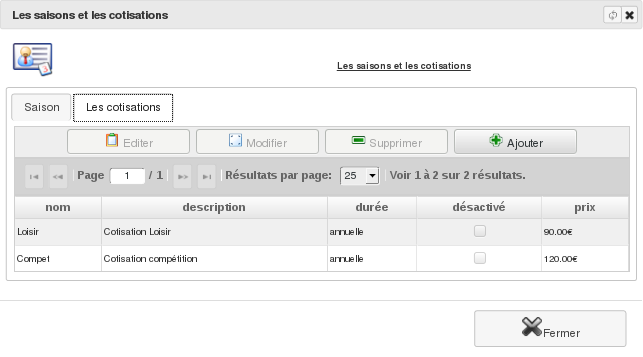 Les saisons et les cotisations
Les saisons et les cotisations
Saison Les cotisations
Editer Modifier Supprimer Ajouter
Page 1 / 1 Résultats par page: 25 Voir 1 à 2 sur 2 résultats.
nom description durée désactivé prix
Loisir Cotisation Loisir annuelle 90.00€
Compet Cotisation compétition annuelle 120.00€
Fermer